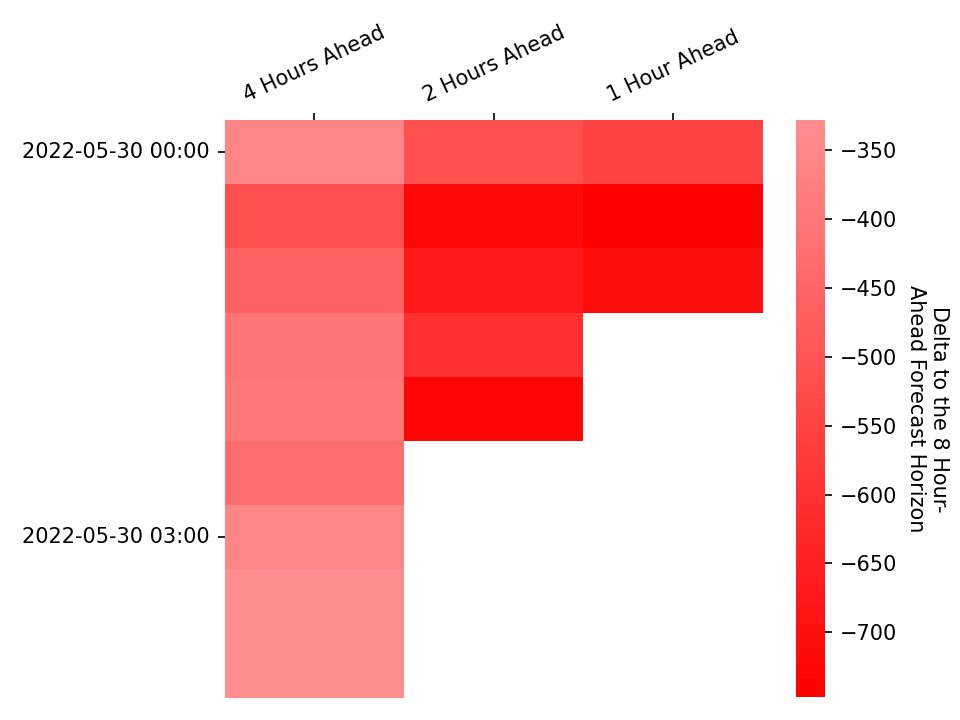 4 Hours Ahead
2 Hours Ahead
1 Hour Ahead
2022-05-30 00:00
2022-05-30 03:00
−350
−400
−450
−500
−550
−600
−650
−700
Delta to the 8 Hour-
Ahead Forecast Horizon